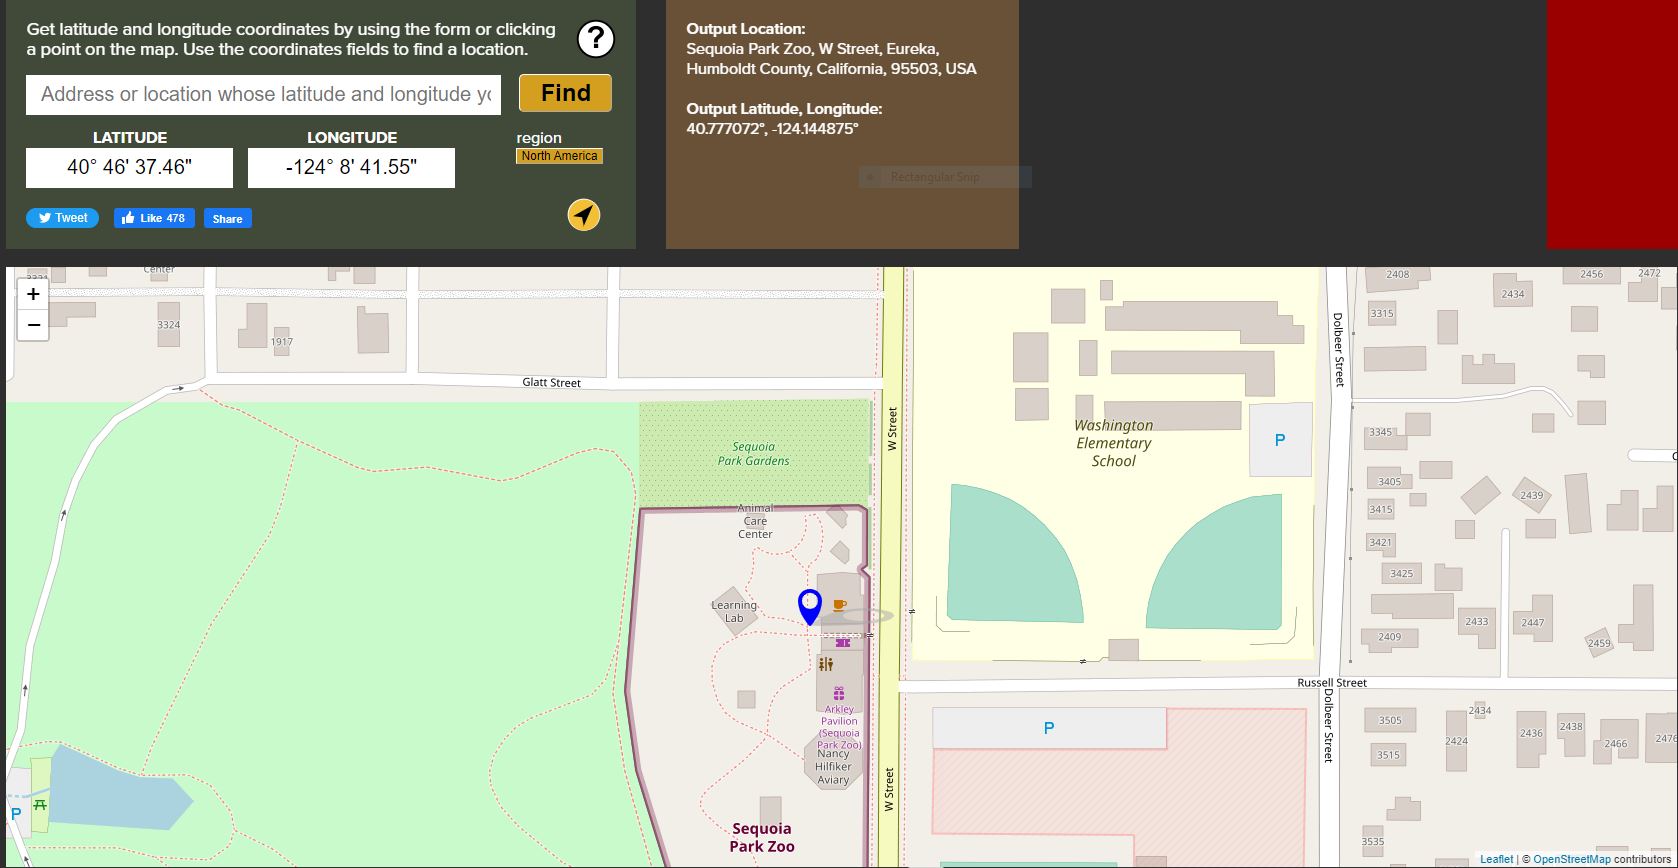 Get latitude and longitude coordinates by using the form or clicking
a point on the map. Use the coordinates fields to find a location.
?
Address or location whose latitude and longitude
Find
LATITUDE
LONGITUDE
40° 46' 37.46"
-124° 8' 41.55"
region
North America
Tweet
Like 478
Share
Output Location:
Sequoia Park Zoo, W Street, Eureka,
Humboldt County, California, 95503, USA
Output Latitude, Longitude:
40.777072°, -124.144875°
Rectangular Snip
+
−
Center
3324
1917
Glatt Street
W Street
Sequoia
Park Gardens
Animal
Care
Center
Learning
Lab
Arkley
Pavilion
(Sequoia
Park Zoo)
Nancy
Hilfiker
Aviary
Sequoia
Park Zoo
W Street
P
Washington
Elementary
School
P
P
Dolbeer Street
Russell Street
Dolbeer Street
2408
2434
2456
2472
3315
3345
3405
3415
3421
3425
2409
2439
2433
2447
2459
3505
3515
3535
2434
2424
2436
2438
2466
2476
Leaflet | © OpenStreetMap contributors